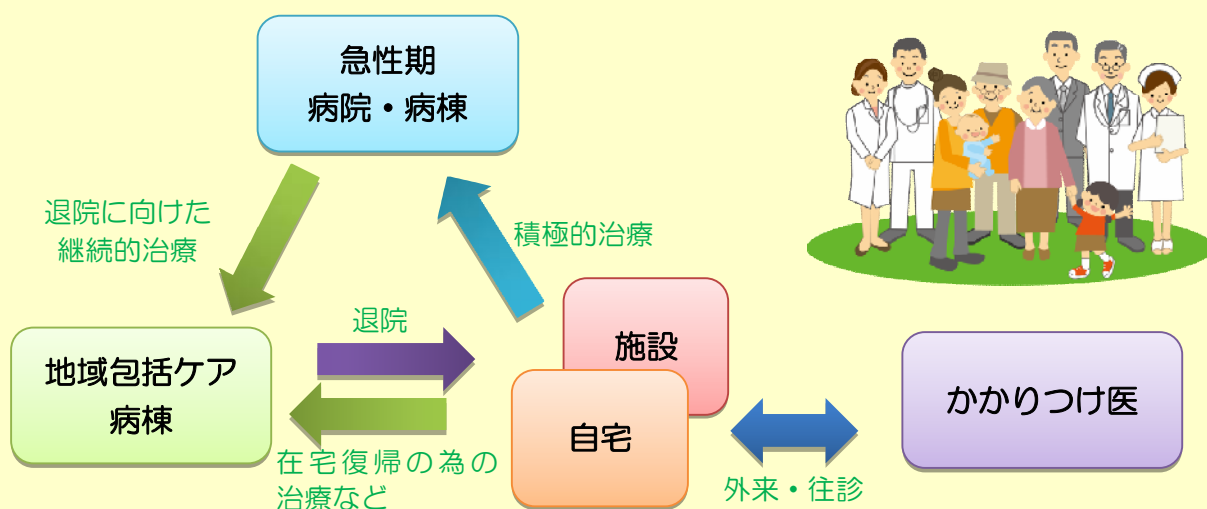 急性期
病院・病棟
退院に向けた
継続的治療
積極的治療
退院
施設
地域包括ケア
病棟
かかりつけ医
自宅
在宅復帰の為の
治療など
外来・往診